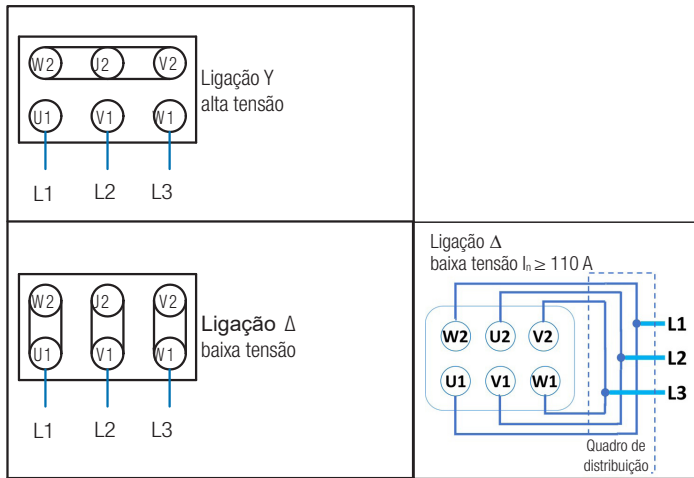 W2 U2 V2
Ligação Y
alta tensão
U1 V1 W1
L1 L2 L3
W2 U2 V2
Ligação Δ
baixa tensão
U1 V1 W1
L1 L2 L3
Ligação Δ
baixa tensão Iₙ ≥ 110 A
W2 U2 V2
U1 V1 W1
L1
L2
L3
Quadro de
distribuição